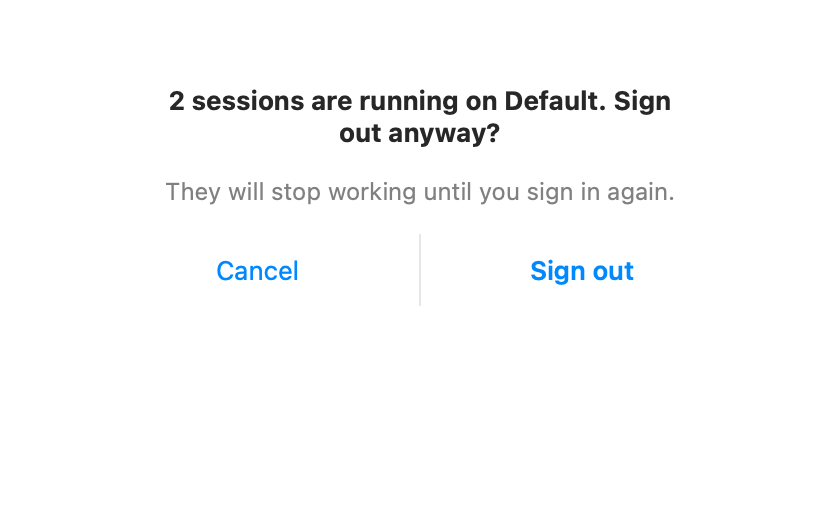 2 sessions are running on Default. Sign
out anyway?
They will stop working until you sign in again.
Cancel
Sign out